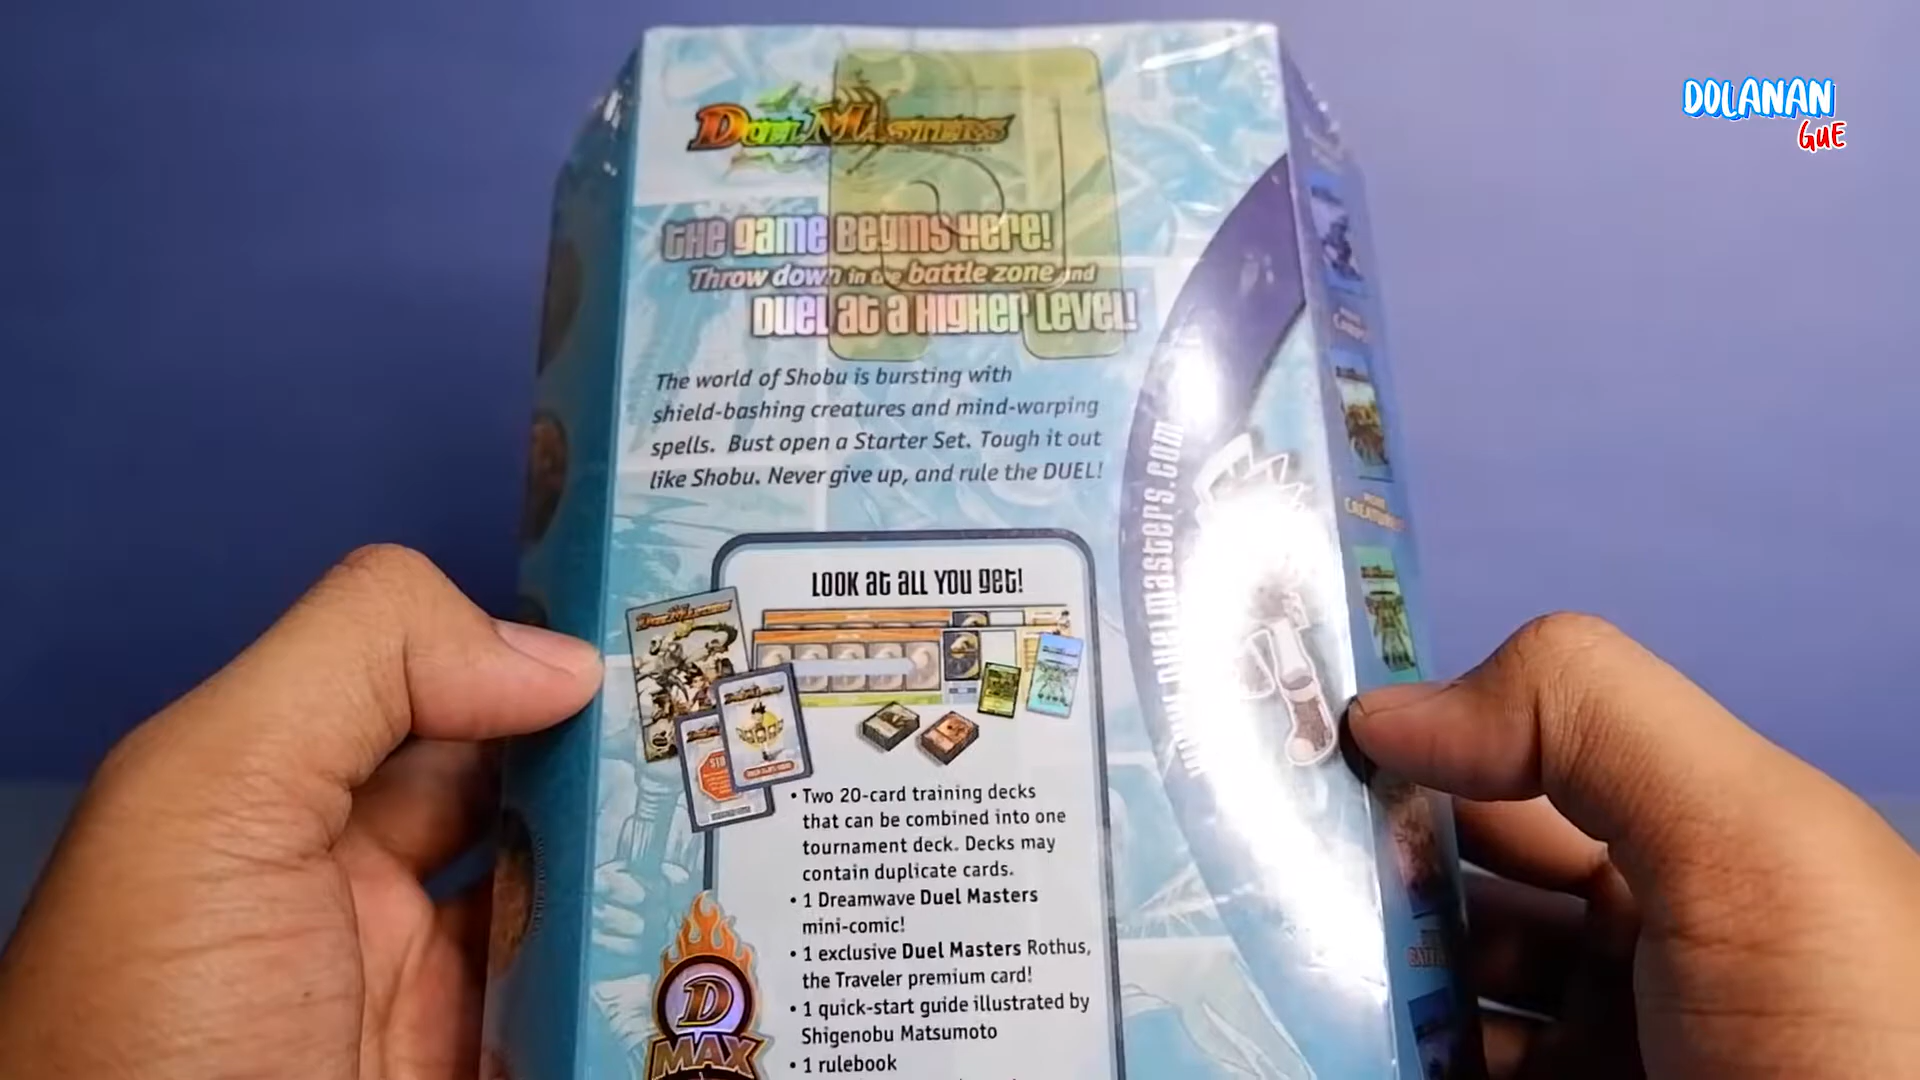 DOLANAN
GUE
DUEL MASTERS
THE GAME BEGINS HERE!
Throw down in the battle zone and
DUEL AT A HIGHER LEVEL!
The world of Shobu is bursting with
shield-bashing creatures and mind-warping
spells. Bust open a Starter Set. Tough it out
like Shobu. Never give up, and rule the DUEL!
www.duelmasters.com
LOOK AT ALL YOU GET!
DUEL MASTERS
• Two 20-card training decks
that can be combined into one
tournament deck. Decks may
contain duplicate cards.
• 1 Dreamwave Duel Masters
mini-comic!
• 1 exclusive Duel Masters Rothus,
the Traveler premium card!
• 1 quick-start guide illustrated by
Shigenobu Matsumoto
• 1 rulebook
D
MAX